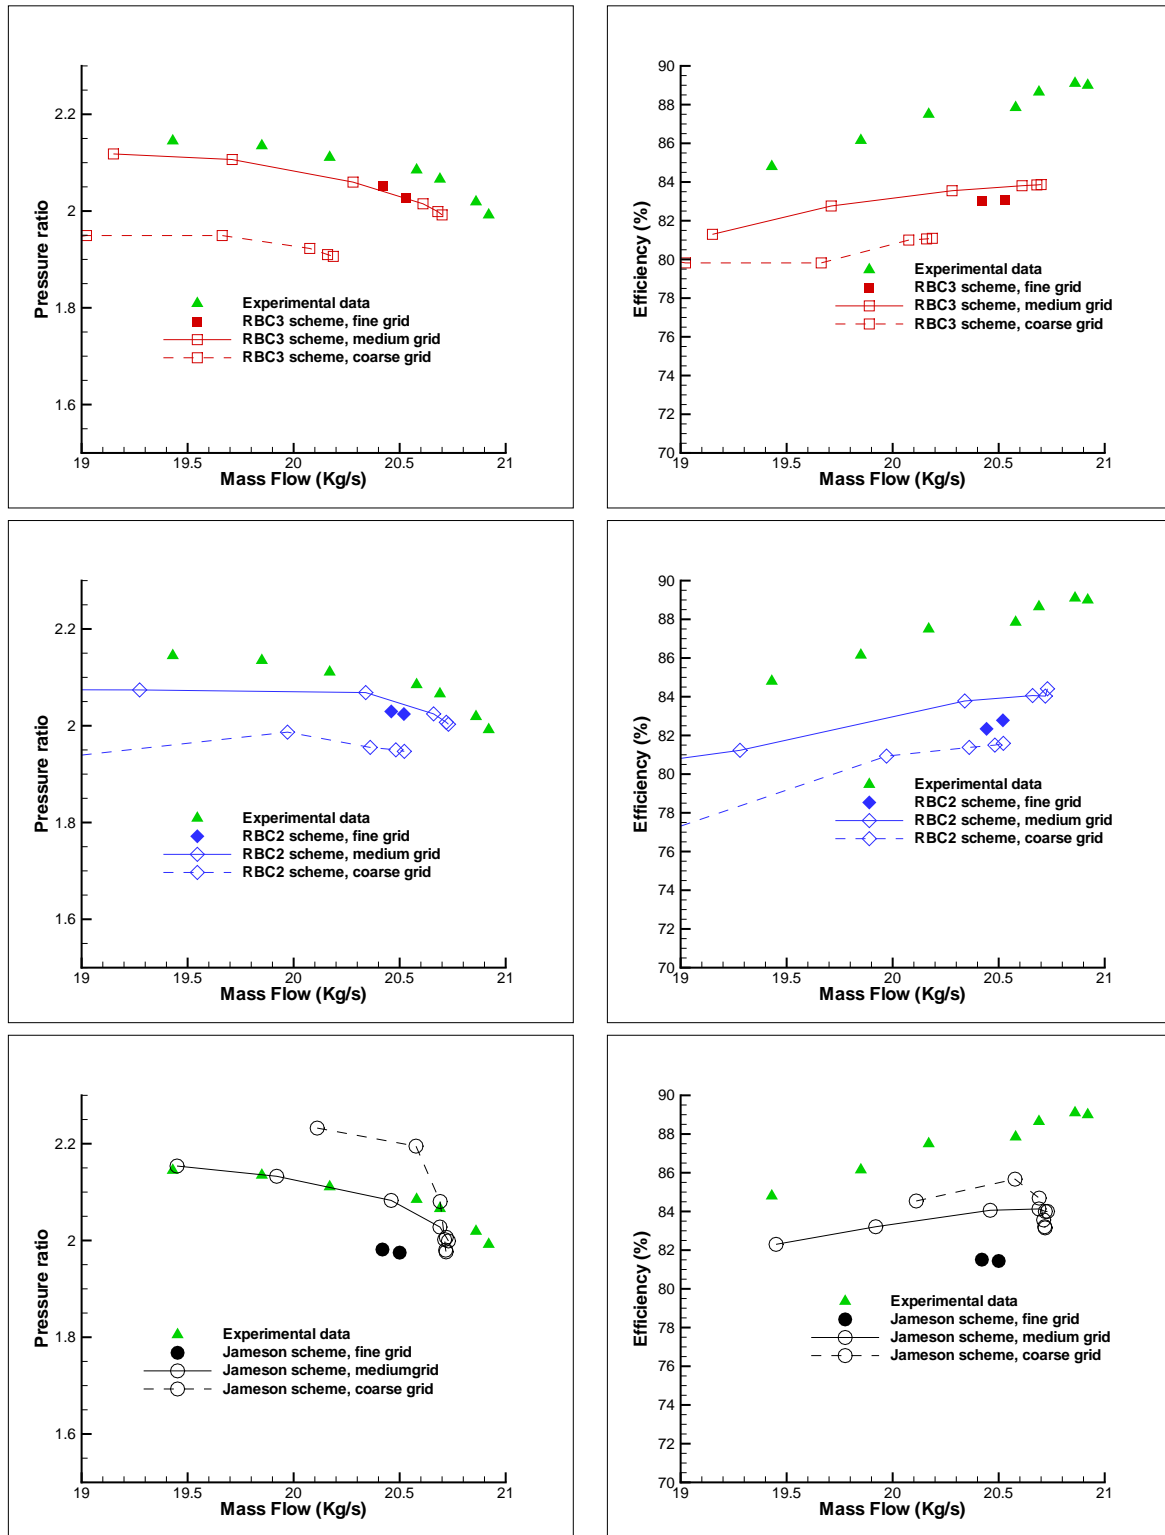 Pressure ratio
2.2
2
1.8
1.6
19
19.5
20
20.5
21
Mass Flow (Kg/s)
Experimental data
RBC3 scheme, fine grid
RBC3 scheme, medium grid
RBC3 scheme, coarse grid
Efficiency (%)
90
88
86
84
82
80
78
76
74
72
70
19
19.5
20
20.5
21
Mass Flow (Kg/s)
Experimental data
RBC3 scheme, fine grid
RBC3 scheme, medium grid
RBC3 scheme, coarse grid
Pressure ratio
2.2
2
1.8
1.6
19
19.5
20
20.5
21
Mass Flow (Kg/s)
Experimental data
RBC2 scheme, fine grid
RBC2 scheme, medium grid
RBC2 scheme, coarse grid
Efficiency (%)
90
88
86
84
82
80
78
76
74
72
70
19
19.5
20
20.5
21
Mass Flow (Kg/s)
Experimental data
RBC2 scheme, fine grid
RBC2 scheme, medium grid
RBC2 scheme, coarse grid
Pressure ratio
2.2
2
1.8
1.6
19
19.5
20
20.5
21
Mass Flow (Kg/s)
Experimental data
Jameson scheme, fine grid
Jameson scheme, mediumgrid
Jameson scheme, coarse grid
Efficiency (%)
90
88
86
84
82
80
78
76
74
72
70
19
19.5
20
20.5
21
Mass Flow (Kg/s)
Experimental data
Jameson scheme, fine grid
Jameson scheme, medium grid
Jameson scheme, coarse grid